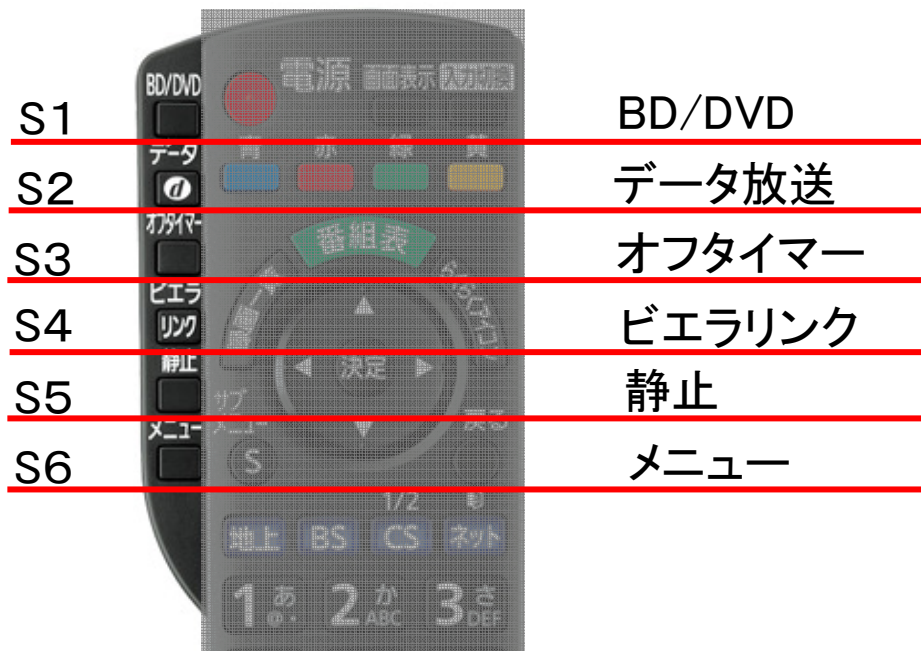 電源 画面表示 入力切換
BD/DVD
S1 BD/DVD
データ 青 赤 緑 黄
S2 d データ放送
オフタイマー 番組表
S3 オフタイマー
ビエラ
S4 リンク ビエラリンク
静止 決定
S5 サブ 静止
メニュー メニュー 戻る
S6 S メニュー
1/2
地上 BS CS ネット
1 あ 2 か 3 さ
@・ ABC DEF